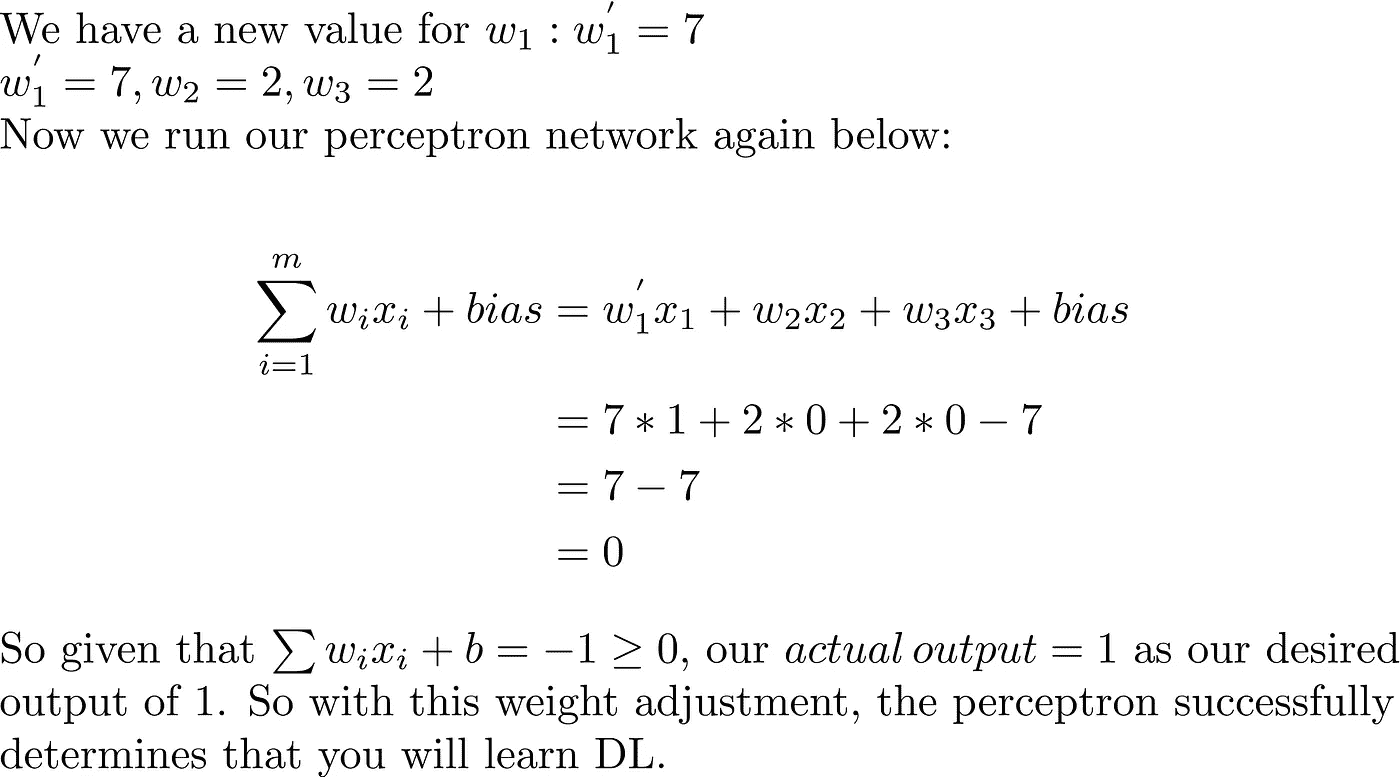 We have a new value for $w_1 : w_1^{'} = 7$
$w_1^{'} = 7, w_2 = 2, w_3 = 2$
Now we run our perceptron network again below:
$\sum_{i=1}^{m} w_i x_i + bias = w_1^{'} x_1 + w_2 x_2 + w_3 x_3 + bias$
$= 7 * 1 + 2 * 0 + 2 * 0 - 7$
$= 7 - 7$
$= 0$
So given that $\sum w_i x_i + b = -1 \geq 0$, our $actual\,output = 1$ as our desired
output of 1. So with this weight adjustment, the perceptron successfully
determines that you will learn DL.